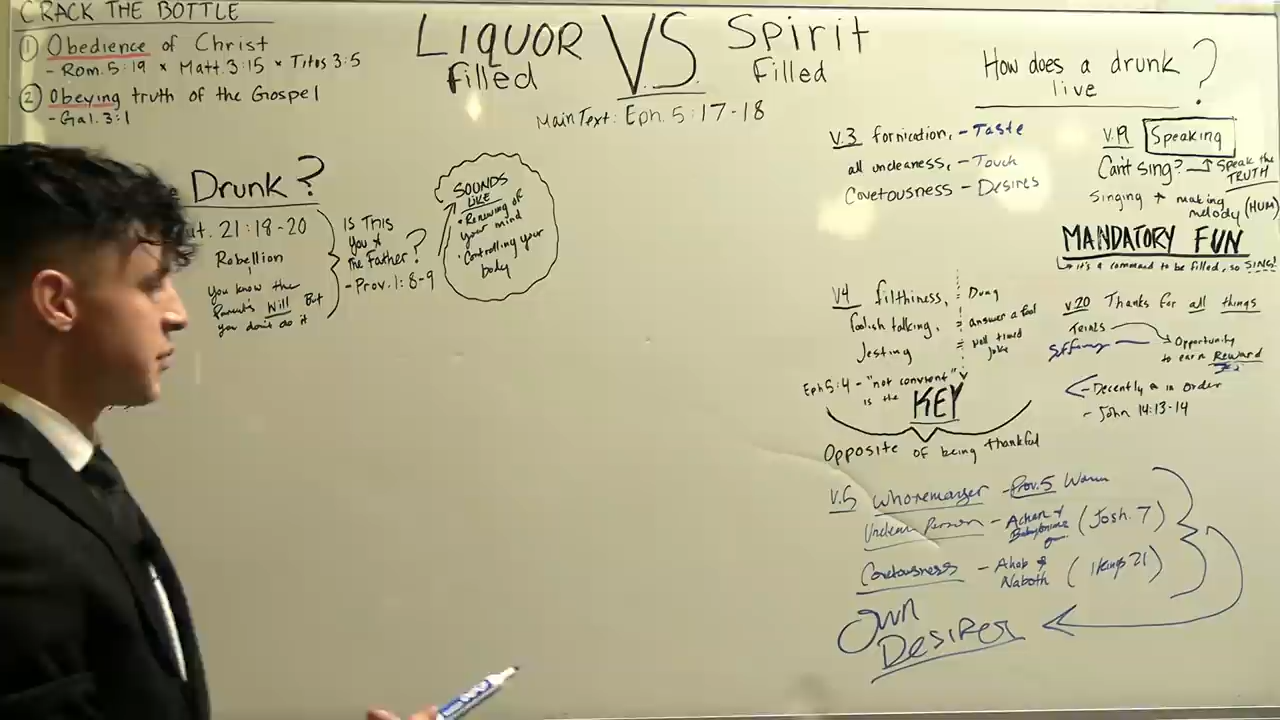 CRACK THE BOTTLE
① Obedience of Christ
- Rom. 5:19 × Matt. 3:15 × Titos 3:5
② Obeying truth of the Gospel
- Gal. 3:1
LIQUOR filled VS. Spirit Filled
Main Text: Eph. 5:17-18
Drunk?
21:18-20
Rebellion
you know the
Parent's Will But
you don't do it
Is This
you &
The Father?
- Prov. 1:8-9
SOUNDS
LIKE
• Renewing of
your mind
• Controlling your
body
How does a drunk
live?
V.3 fornication, - Taste
all uncleaness, - Touch
Covetousness - Desires
V4 filthiness, = Dung
foolish talking, = answer a fool
Jesting = well timed
joke
Eph 5:4 - "not convient"
is the KEY
Opposite of being thankful
V.5 whoremonger - Prov. 5 Woman
Unclean Person - Achan & (Josh. 7)
Covetousness - Ahab &
Naboth (1 Kings 21)
Own
Desires
V.19 Speaking
Can't sing? → Speak the
TRUTH
Singing + making
melody (HUM)
MANDATORY FUN
it's a command to be filled, so SING!
v.20 Thanks for all things
Trials
Suffering
Opportunity
to earn Reward
Decently & in Order
- John 14:13-14